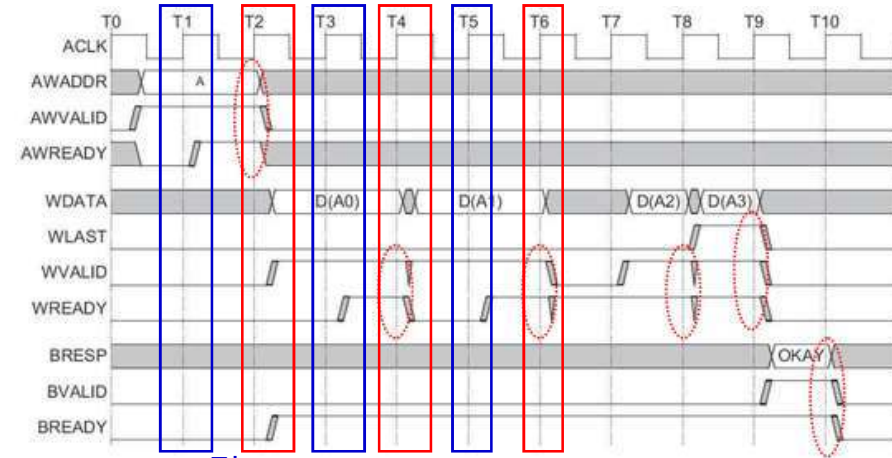 T0 T1 T2 T3 T4 T5 T6 T7 T8 T9 T10
ACLK
AWADDR A
AWVALID
AWREADY
WDATA D(A0) D(A1) D(A2) D(A3)
WLAST
WVALID
WREADY
BRESP OKAY
BVALID
BREADY